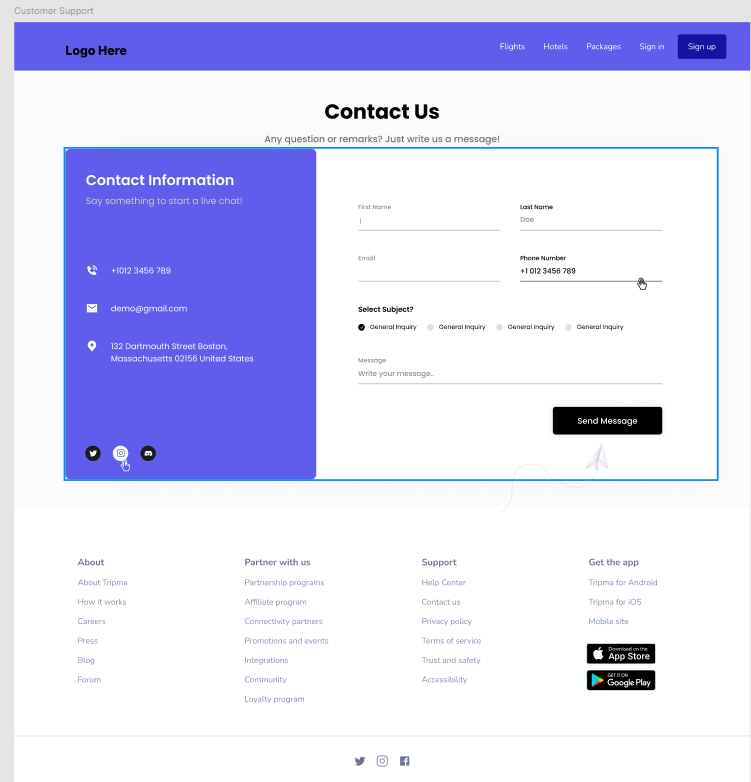 Customer Support
Logo Here
Flights Hotels Packages Sign in Sign up
Contact Us
Any question or remarks? Just write us a message!
Contact Information
Say something to start a live chat!
+1012 3456 789
demo@gmail.com
132 Dartmouth Street Boston,
Massachusetts 02156 United States
First Name
Last Name
Doe
Email
Phone Number
+1 012 3456 789
Select Subject?
General Inquiry General Inquiry General Inquiry General Inquiry
Message
Write your message..
Send Message
About
About Tripma
How it works
Careers
Press
Blog
Forum
Partner with us
Partnership programs
Affiliate program
Connectivity partners
Promotions and events
Integrations
Community
Loyalty program
Support
Help Center
Contact us
Privacy policy
Terms of service
Trust and safety
Accessibility
Get the app
Tripma for Android
Tripma for iOS
Mobile site
Download on the
App Store
GET IT ON
Google Play